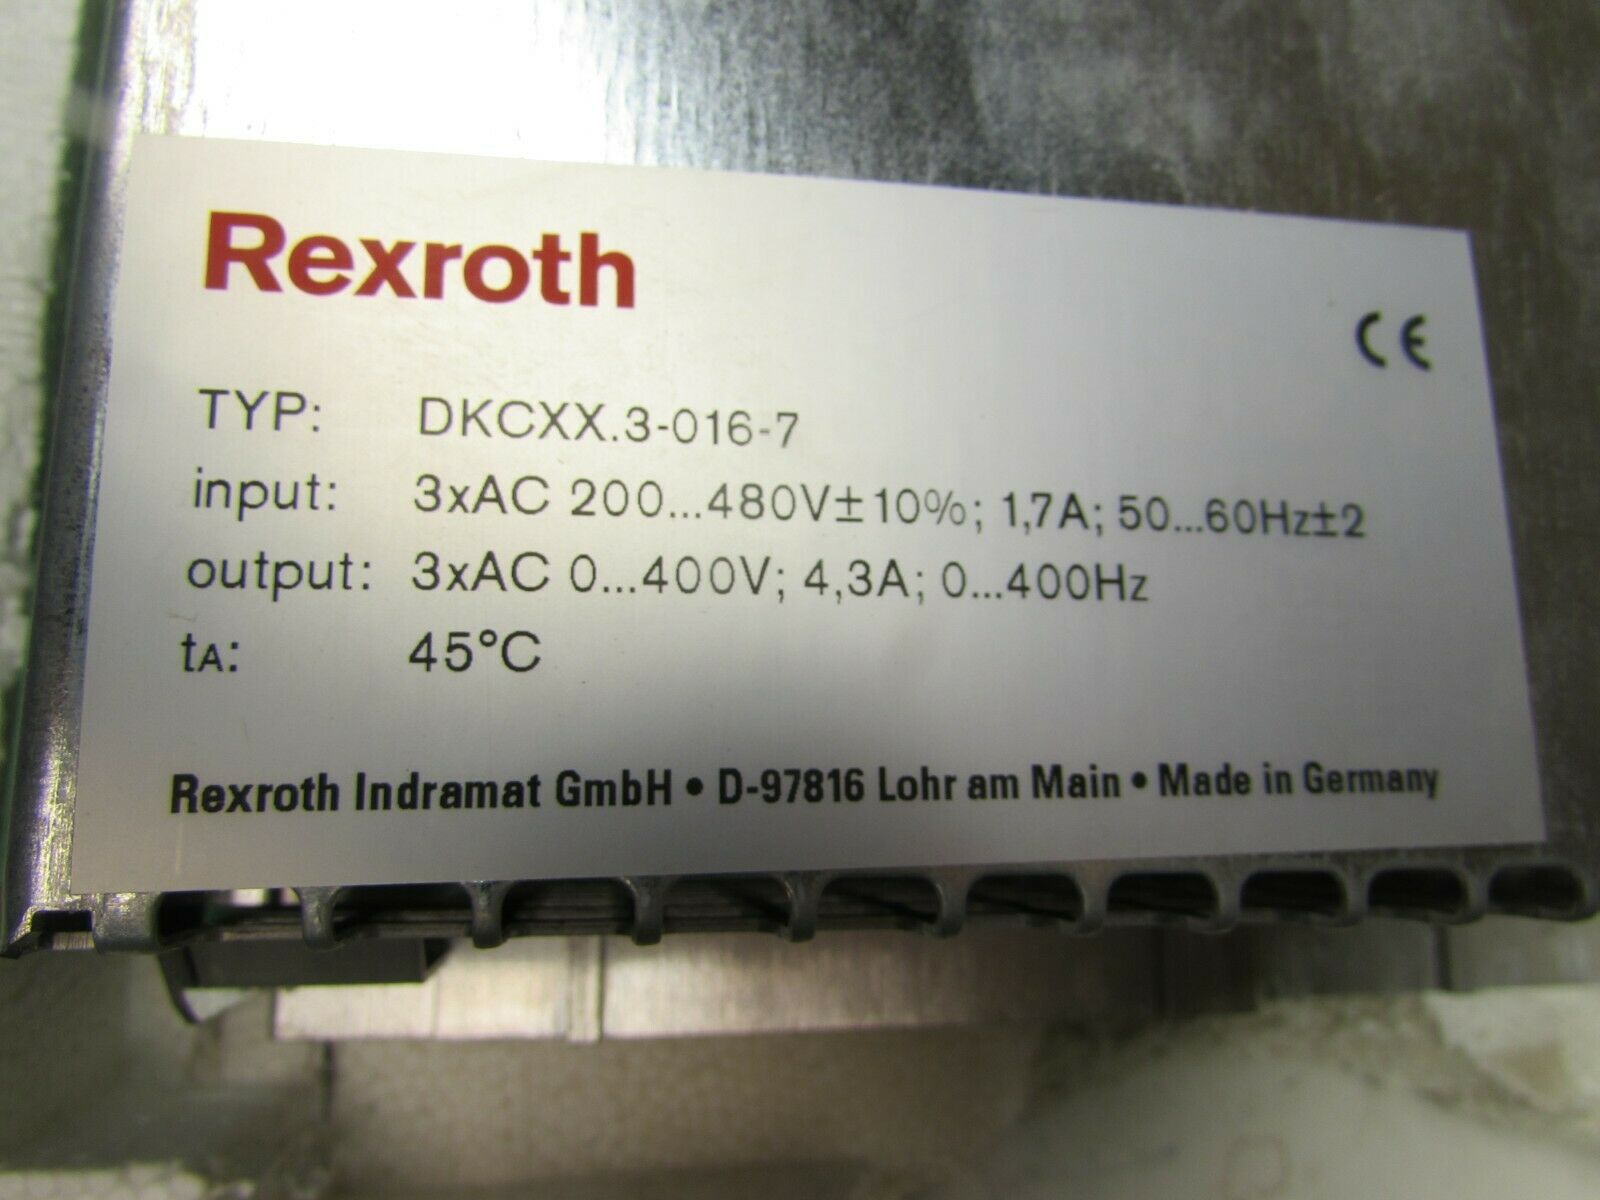 Rexroth
CE
TYP: DKCXX.3-016-7
input: 3xAC 200...480V±10%; 1,7A; 50...60Hz±2
output: 3xAC 0...400V; 4,3A; 0...400Hz
tA: 45°C
Rexroth Indramat GmbH • D-97816 Lohr am Main • Made in Germany